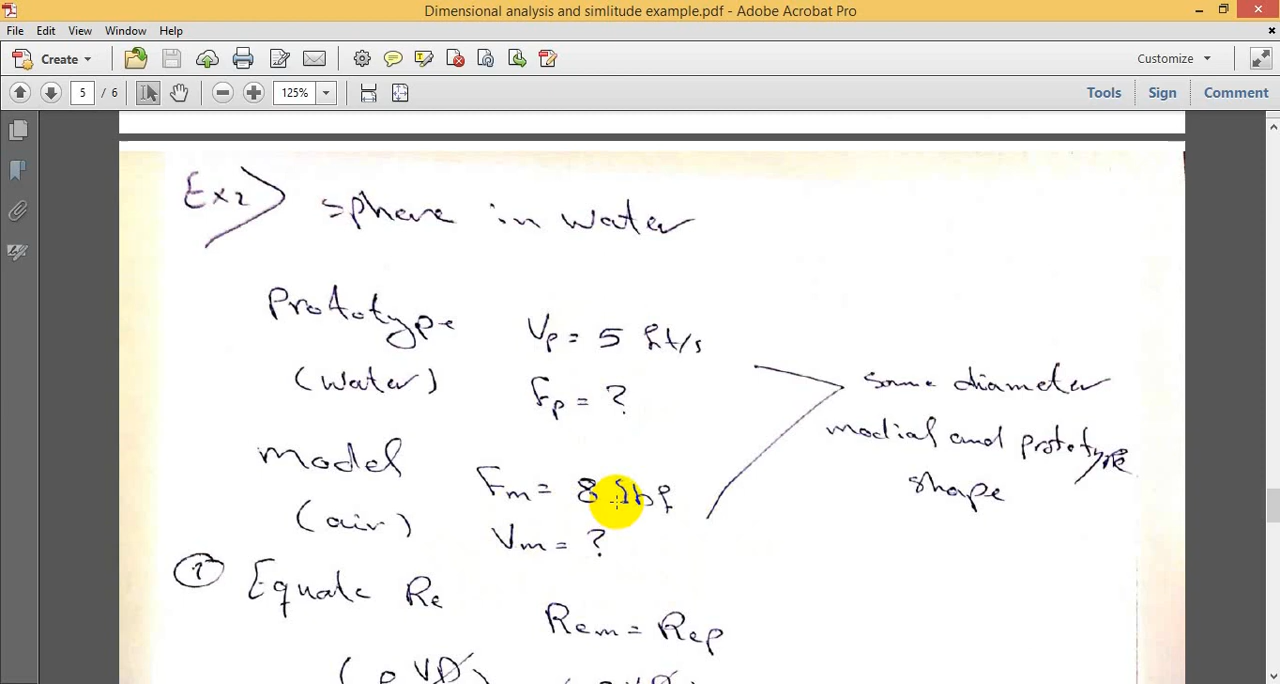 Dimensional analysis and simlitude example.pdf - Adobe Acrobat Pro
File Edit View Window Help
Create Customize
5 / 6 125% Tools Sign Comment
Ex2) sphere in water
Prototype Vp = 5 ft/s
(water) Fp = ?
same diameter
model and prototype
shape
model Fm = 8 lbf
(air) Vm = ?
1 Equate Re
Rem = Rep
(ρVD)